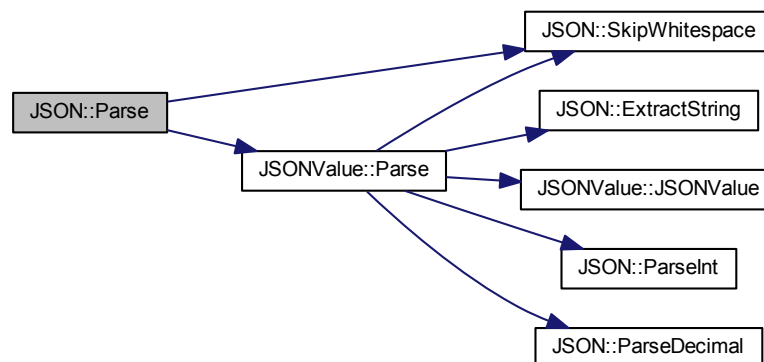 JSON::SkipWhitespace
JSON::Parse
JSON::ExtractString
JSONValue::Parse
JSONValue::JSONValue
JSON::ParseInt
JSON::ParseDecimal